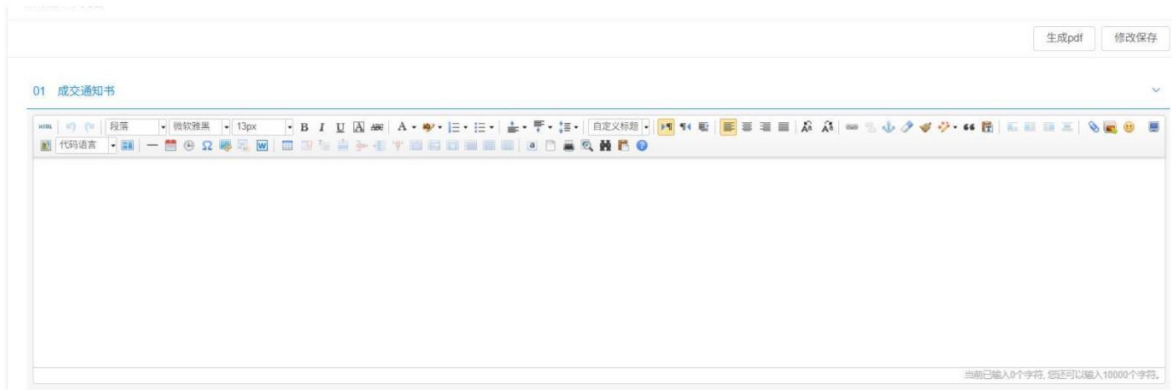 生成pdf 修改保存
01 成交通知书
HTML 段落 微软雅黑 13px B I U A ABC A 自定义标题
代码语言
当前已输入0个字符, 您还可以输入10000个字符。